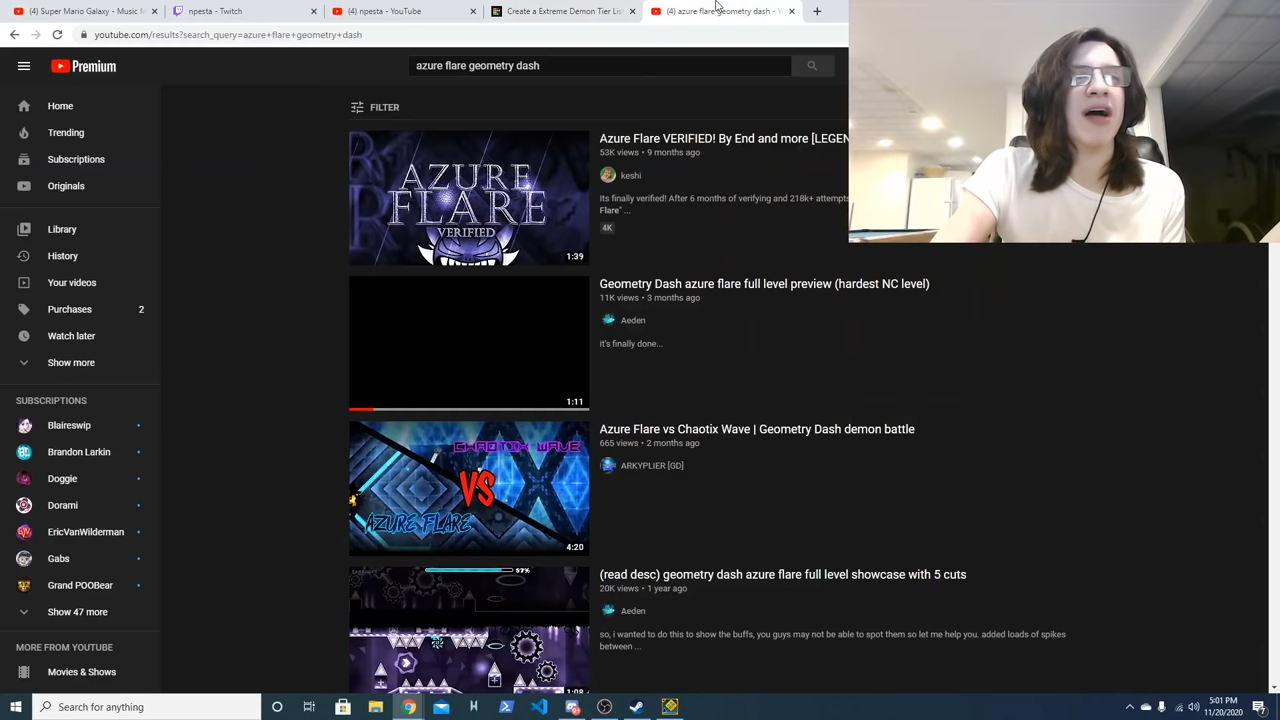 (4) Super Mario Galaxy - Music M
npesta - Twitch
(4) npesta - YouTube
Create a Extreme Demon Tier List
(4) azure flare geometry dash - Y
youtube.com/results?search_query=azure+flare+geometry+dash
Premium
azure flare geometry dash
Home
Trending
Subscriptions
Originals
Library
History
Your videos
Purchases 2
Watch later
Show more
SUBSCRIPTIONS
Blaireswip
Brandon Larkin
Doggie
Dorami
EricVanWilderman
Gabs
Grand POOBear
Show 47 more
MORE FROM YOUTUBE
Movies & Shows
FILTER
AZURE
FLARE
VERIFIED
1:39
Azure Flare VERIFIED! By End and more [LEGEN
53K views • 9 months ago
keshi
Its finally verified! After 6 months of verifying and 218k+ attempts
Flare" ...
4K
1:11
Geometry Dash azure flare full level preview (hardest NC level)
11K views • 3 months ago
Aeden
it's finally done...
CHAOTIX WAVE
VS
AZURE FLARE
4:20
Azure Flare vs Chaotix Wave | Geometry Dash demon battle
665 views • 2 months ago
ARKYPLIER [GD]
97%
1:08
(read desc) geometry dash azure flare full level showcase with 5 cuts
20K views • 1 year ago
Aeden
so, i wanted to do this to show the buffs, you guys may not be able to spot them so let me help you. added loads of spikes
between ...
Search for anything
5:01 PM
11/20/2020